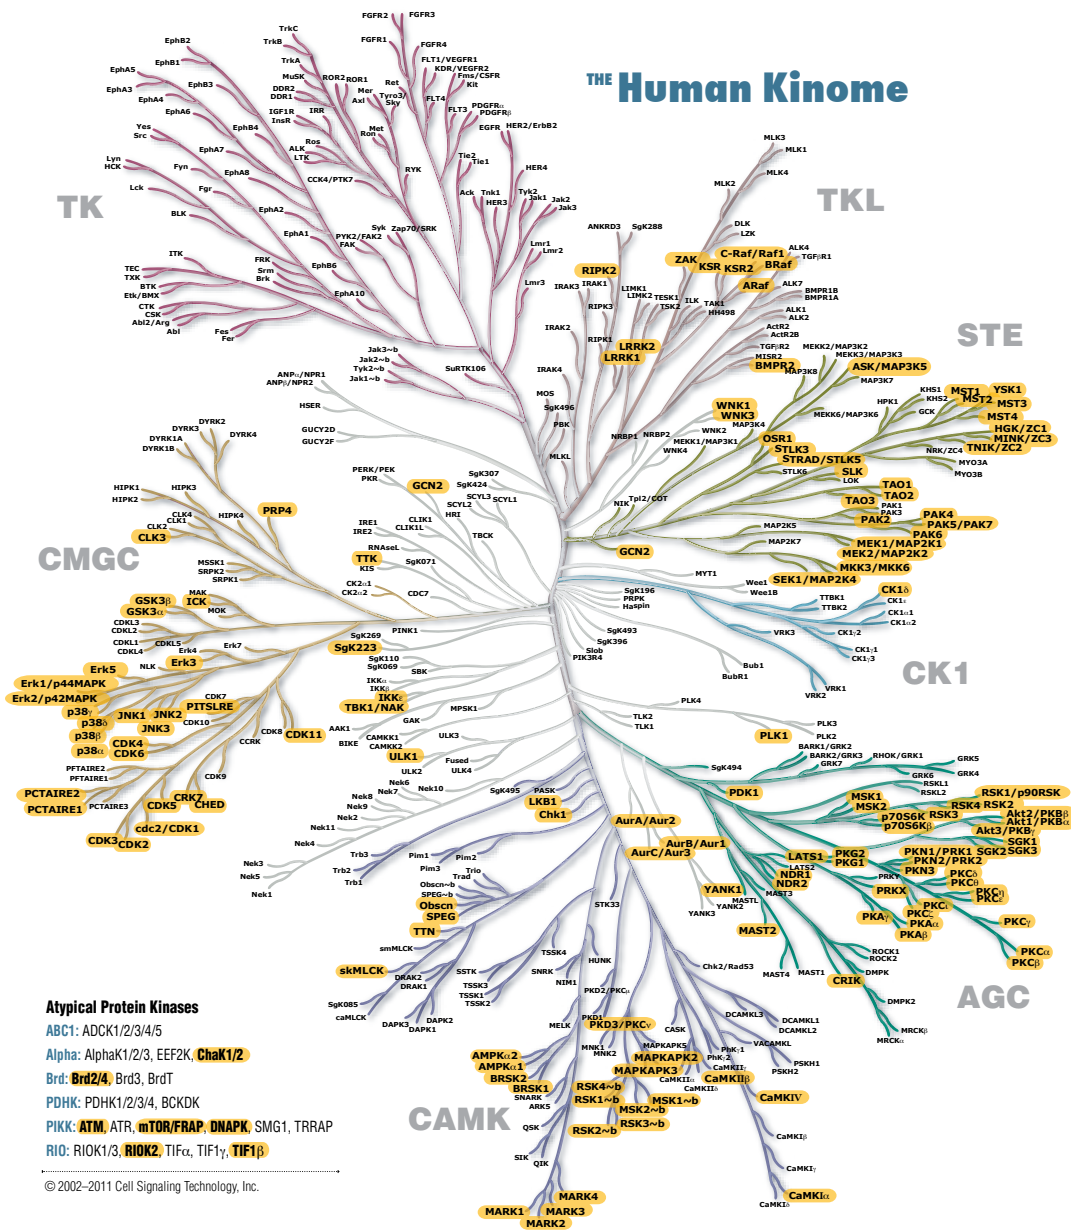 THE Human Kinome
TK
FGFR2
FGFR3
TrkC
TrkB
FGFR1
FGFR4
EphB2
TrkA
FLT1/VEGFR1
KDR/VEGFR2
Fms/CSFR
Kit
EphB1
EphA5
EphA3
EphB3
EphA4
MuSK
ROR2
ROR1
DDR2
DDR1
Ret
Mer
Axl
Tyro3/
Sky
FLT4
FLT3
PDGFRα
PDGFRβ
EphA6
IGF1R
InsR
IRR
Met
Ron
EGFR
HER2/ErbB2
Yes
Src
EphB4
Ros
ALK
LTK
EphA7
Lyn
HCK
Fyn
EphA8
CCK4/PTK7
RYK
Tie2
Tie1
HER4
Lck
Fgr
Ack
Tnk1
HER3
Tyk2
Jak1
Jak2
Jak3
BLK
EphA2
EphA1
PYK2/FAK2
FAK
Syk
Zap70/SRK
Lmr1
Lmr2
Lmr3
ITK
FRK
Srm
Brk
EphB6
EphA10
TEC
TXK
BTK
Etk/BMX
CTK
CSK
Abl2/Arg
Abl
Fes
Fer
Jak3~b
Jak2~b
Tyk2~b
Jak1~b
SuRTK106
TKL
MLK3
MLK1
MLK4
MLK2
ANKRD3
SgK288
DLK
LZK
ZAK
KSR
KSR2
C-Raf/Raf1
BRaf
ARaf
ALK4
TGFβR1
RIPK2
IRAK3
IRAK1
LIMK1
LIMK2
TESK1
TSK2
ILK
TAK1
HH498
ALK7
BMPR1B
BMPR1A
RIPK3
ALK1
ALK2
ActR2
ActR2B
IRAK2
RIPK1
LRRK2
LRRK1
TGFβR2
MISR2
BMPR2
IRAK4
MOS
SgK496
PBK
MLKL
STE
MEKK2/MAP3K2
MEKK3/MAP3K3
ASK/MAP3K5
MAP3K8
MAP3K7
KHS1
KHS2
MST1
YSK1
MST2
MST3
HPK1
GCK
MST4
WNK1
WNK3
MEKK6/MAP3K6
MAP3K4
HGK/ZC1
MINK/ZC3
TNIK/ZC2
NRK/ZC4
NRBP1
NRBP2
WNK2
WNK4
MEKK1/MAP3K1
OSR1
STLK3
STRAD/STLK5
STLK6
SLK
LOK
MYO3A
MYO3B
TAO1
TAO2
TAO3
PAK1
PAK3
PAK2
PAK4
PAK5/PAK7
PAK6
NIK
Tpl2/COT
MAP2K5
MAP2K7
MEK1/MAP2K1
MEK2/MAP2K2
MKK3/MKK6
SEK1/MAP2K4
GCN2
ANPα/NPR1
ANPβ/NPR2
HSER
GUCY2D
GUCY2F
PERK/PEK
PKR
GCN2
SgK307
SgK424
SCYL3
SCYL1
SCYL2
HRI
CLIK1
CLIK1L
TBCK
IRE1
IRE2
RNAseL
TTK
KIS
SgK071
CK2α1
CK2α2
CDC7
PINK1
SgK269
SgK223
CMGC
DYRK2
DYRK3
DYRK1A
DYRK4
DYRK1B
HIPK1
HIPK3
HIPK2
CLK4
CLK1
HIPK4
PRP4
CLK2
CLK3
MSSK1
SRPK2
SRPK1
MAK
ICK
MOK
GSK3β
GSK3α
CDKL3
CDKL2
CDKL1
CDKL5
CDKL4
Erk4
Erk7
Erk3
NLK
Erk5
Erk1/p44MAPK
Erk2/p42MAPK
p38γ
p38δ
p38β
p38α
JNK1
JNK2
JNK3
CDK7
PITSLRE
CDK10
CDK4
CDK6
CDK8
CDK11
CCRK
PFTAIRE2
PFTAIRE1
CDK9
PCTAIRE2
PCTAIRE1
PCTAIRE3
CDK5
CRK7
CHED
cdc2/CDK1
CDK3
CDK2
SgK110
SgK069
SBK
IKKα
IKKβ
IKKε
TBK1/NAK
MPSK1
GAK
AAK1
BIKE
CAMKK1
CAMKK2
ULK3
ULK1
ULK2
Fused
ULK4
Nek6
Nek7
Nek10
Nek8
Nek9
Nek2
Nek11
Nek4
Nek3
Nek5
Nek1
MYT1
Wee1
Wee1B
SgK196
PRPK
Haspin
SgK493
SgK396
Slob
PIK3R4
Bub1
BubR1
PLK4
TLK2
TLK1
PLK3
PLK1
PLK2
CK1
CK1δ
CK1ε
TTBK1
TTBK2
CK1α1
CK1α2
VRK3
CK1γ2
CK1γ1
CK1γ3
VRK1
VRK2
AGC
SgK494
BARK1/GRK2
BARK2/GRK3
RHOK/GRK1
GRK5
GRK7
GRK6
GRK4
RSKL1
RSKL2
PDK1
MSK1
MSK2
RSK1/p90RSK
RSK4
RSK2
p70S6K
RSK3
p70S6Kβ
Akt2/PKBβ
Akt1/PKBα
Akt3/PKBγ
SGK1
SGK2
SGK3
AurA/Aur2
AurB/Aur1
AurC/Aur3
LATS1
LATS2
PKG2
PKG1
PKN1/PRK1
PKN2/PRK2
PKN3
NDR1
NDR2
PRKY
PRKX
PKCδ
PKCθ
PKCη
PKCε
PKCι
PKCζ
PKCγ
PKCα
PKCβ
PKAγ
PKAα
PKAβ
YANK1
YANK2
YANK3
MASTL
MAST3
MAST2
MAST4
MAST1
ROCK1
ROCK2
DMPK
CRIK
DMPK2
MRCKβ
MRCKα
CAMK
SgK495
PASK
LKB1
Chk1
Trb3
Trb2
Trb1
Pim1
Pim2
Pim3
Trio
Trad
Obscn~b
SPEG~b
Obscn
SPEG
TTN
STK33
smMLCK
skMLCK
SgK085
caMLCK
DRAK2
DRAK1
DAPK3
DAPK2
DAPK1
SSTK
TSSK4
TSSK3
TSSK1
TSSK2
SNRK
NIM1
HUNK
Chk2/Rad53
PKD2/PKCμ
PKD1
PKD3/PKCν
MELK
MNK1
MNK2
CASK
DCAMKL3
DCAMKL1
DCAMKL2
VACAMKL
MAPKAPK5
MAPKAPK2
MAPKAPK3
PhKγ1
PhKγ2
PSKH1
PSKH2
CaMKIIγ
CaMKIIα
CaMKIIβ
CaMKIIδ
CaMKIV
CaMKIβ
CaMKIγ
CaMKIα
CaMKIδ
AMPKα2
AMPKα1
BRSK2
BRSK1
SNARK
ARK5
QSK
SIK
QIK
RSK4~b
RSK1~b
MSK1~b
MSK2~b
RSK3~b
RSK2~b
MARK4
MARK1
MARK3
MARK2
Atypical Protein Kinases
ABC1: ADCK1/2/3/4/5
Alpha: AlphaK1/2/3, EEF2K, ChaK1/2
Brd: Brd2/4, Brd3, BrdT
PDHK: PDHK1/2/3/4, BCKDK
PIKK: ATM, ATR, mTOR/FRAP, DNAPK, SMG1, TRRAP
RIO: RIOK1/3, RIOK2, TIFα, TIF1γ, TIF1β
© 2002–2011 Cell Signaling Technology, Inc.